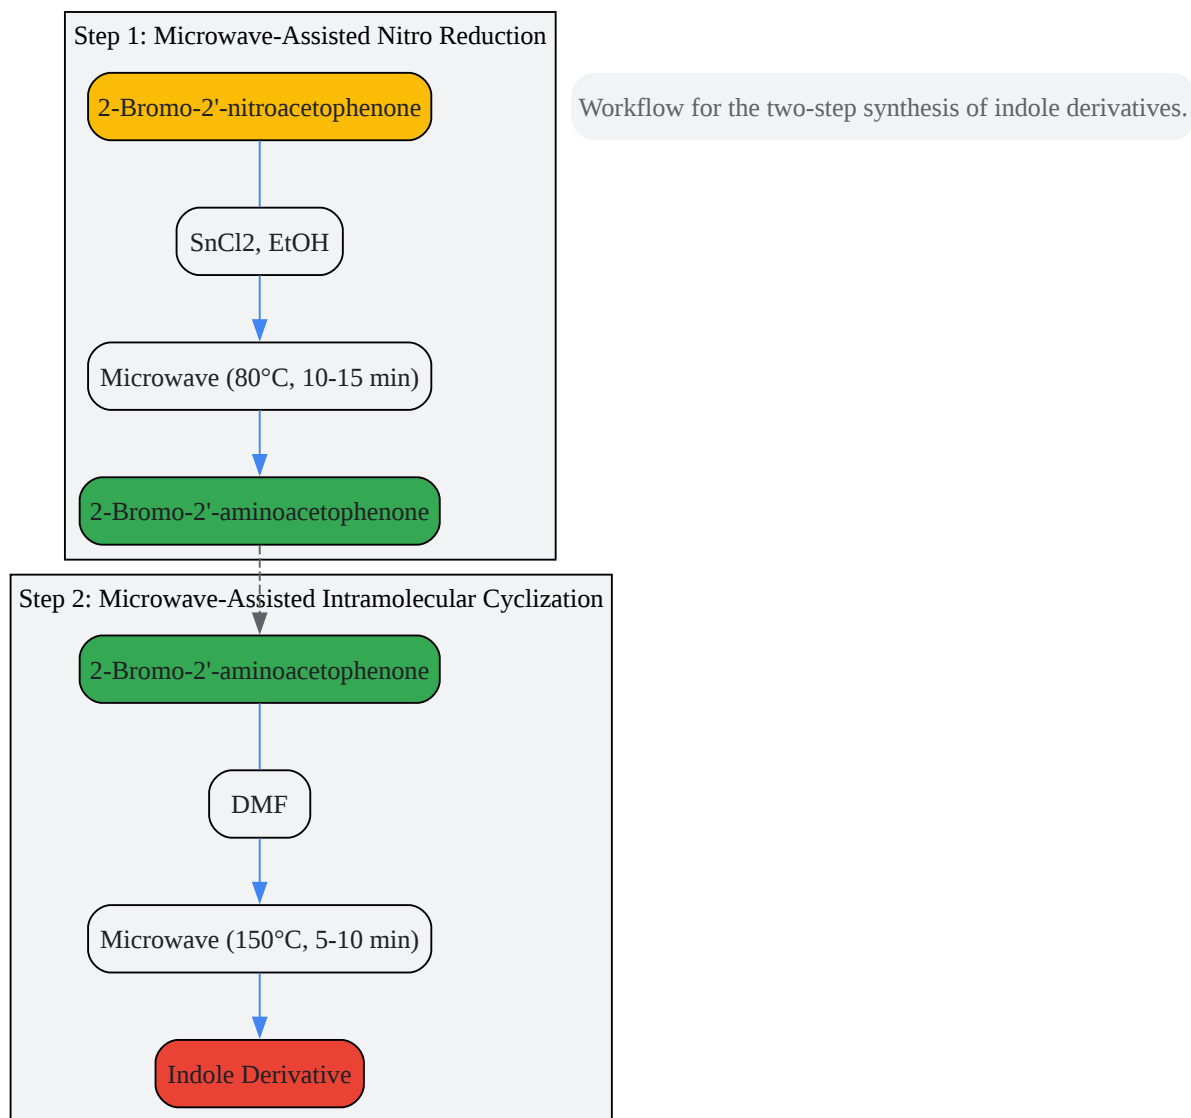 Step 1: Microwave-Assisted Nitro Reduction
2-Bromo-2'-nitroacetophenone
Workflow for the two-step synthesis of indole derivatives.
SnCl2, EtOH
Microwave (80°C, 10-15 min)
2-Bromo-2'-aminoacetophenone
Step 2: Microwave-Assisted Intramolecular Cyclization
2-Bromo-2'-aminoacetophenone
DMF
Microwave (150°C, 5-10 min)
Indole Derivative